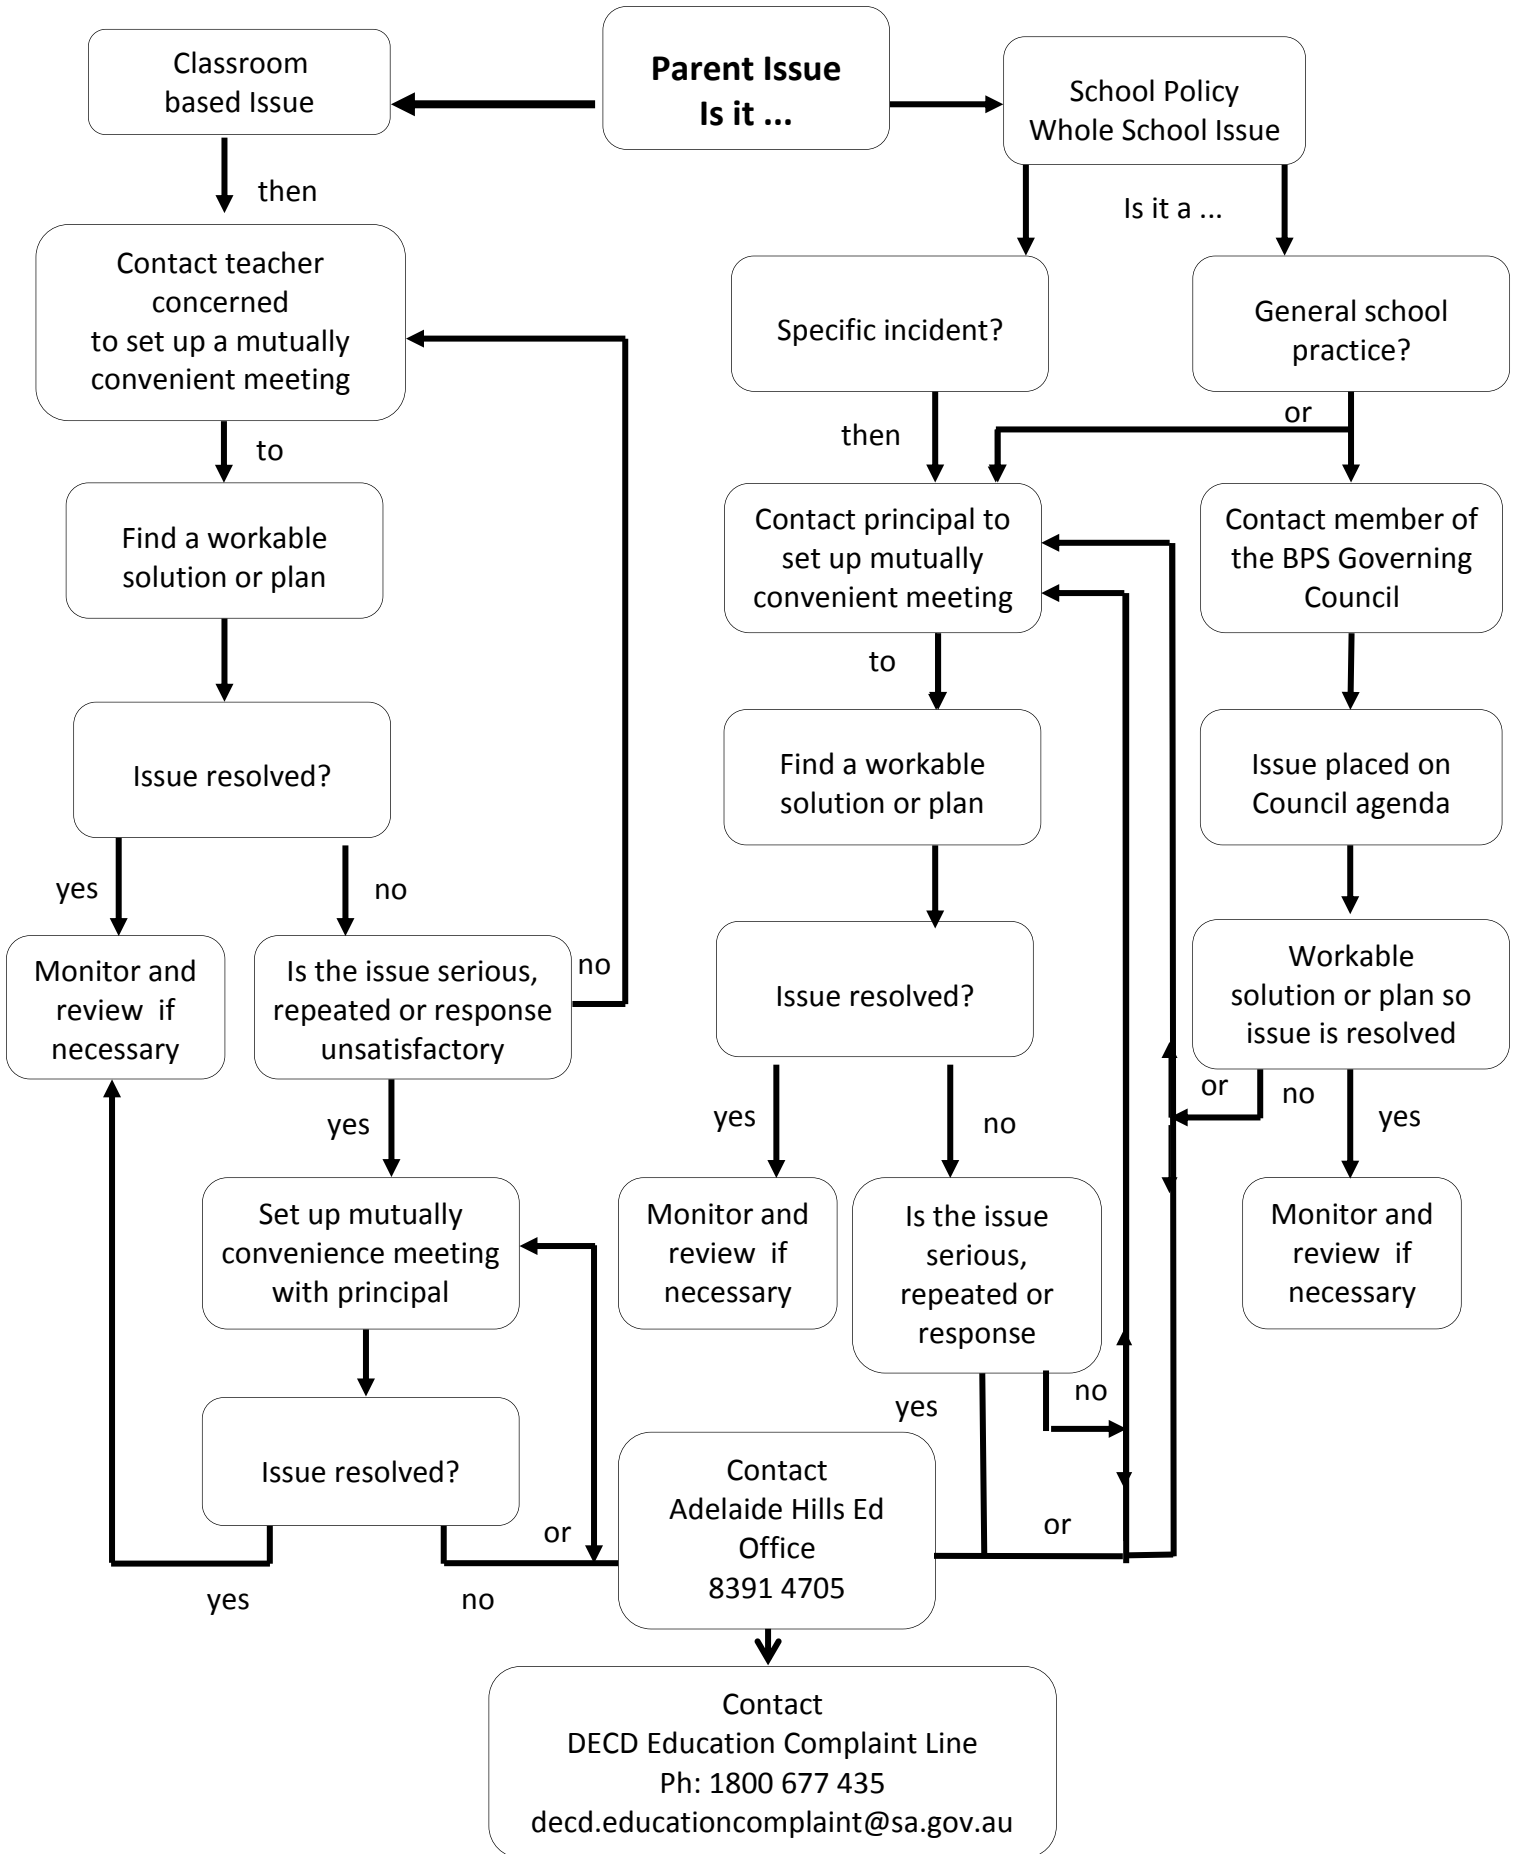 Parent Issue
Is it ...
Classroom
based Issue
School Policy
Whole School Issue
then
Is it a ...
Contact teacher
concerned
to set up a mutually
convenient meeting
Specific incident?
General school
practice?
to
then
or
Find a workable
solution or plan
Contact principal to
set up mutually
convenient meeting
Contact member of
the BPS Governing
Council
to
Issue resolved?
Find a workable
solution or plan
Issue placed on
Council agenda
yes
no
Monitor and
review if
necessary
Is the issue serious,
repeated or response
unsatisfactory
no
Issue resolved?
Workable
solution or plan so
issue is resolved
yes
yes
no
or
no
yes
Set up mutually
convenience meeting
with principal
Monitor and
review if
necessary
Is the issue
serious,
repeated or
response
Monitor and
review if
necessary
yes
no
Issue resolved?
Contact
Adelaide Hills Ed
Office
8391 4705
or
or
yes
no
Contact
DECD Education Complaint Line
Ph: 1800 677 435
decd.educationcomplaint@sa.gov.au